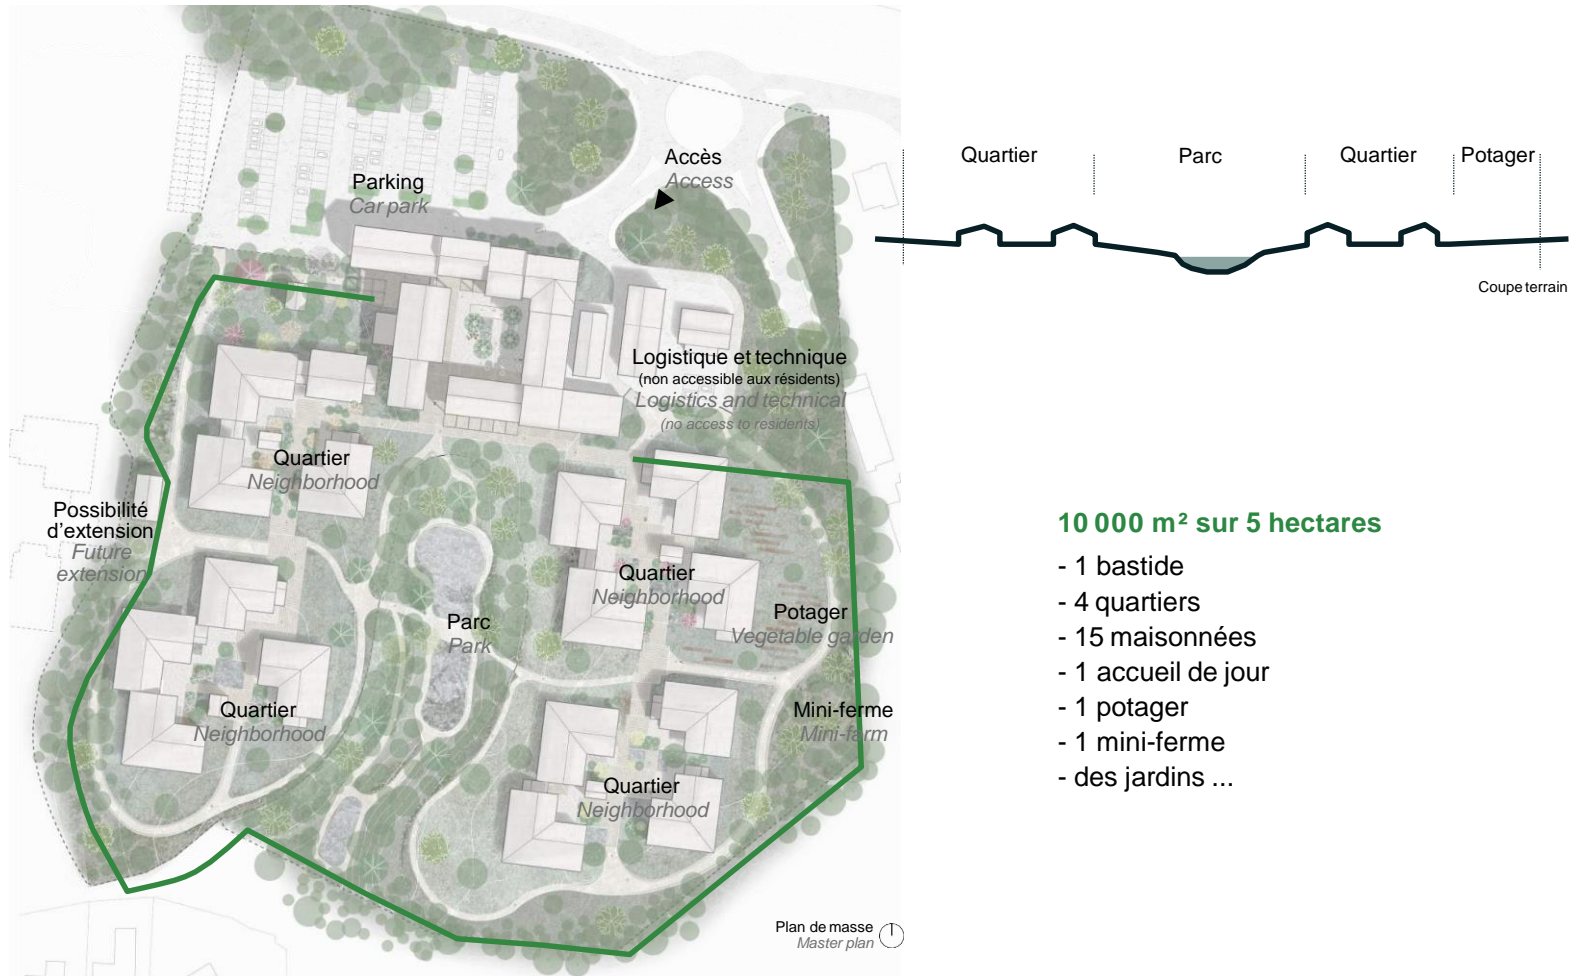 Accès
Access
Parking
Car park
Logistique et technique
(non accessible aux résidents)
Logistics and technical
(no access to residents)
Quartier
Neighborhood
Possibilité
d'extension
Future
extension
Quartier
Neighborhood
Potager
Vegetable garden
Parc
Park
Quartier
Neighborhood
Mini-ferme
Mini-farm
Quartier
Neighborhood
Plan de masse
Master plan
Quartier
Parc
Quartier
Potager
Coupe terrain
10 000 m² sur 5 hectares
- 1 bastide
- 4 quartiers
- 15 maisonnées
- 1 accueil de jour
- 1 potager
- 1 mini-ferme
- des jardins ...